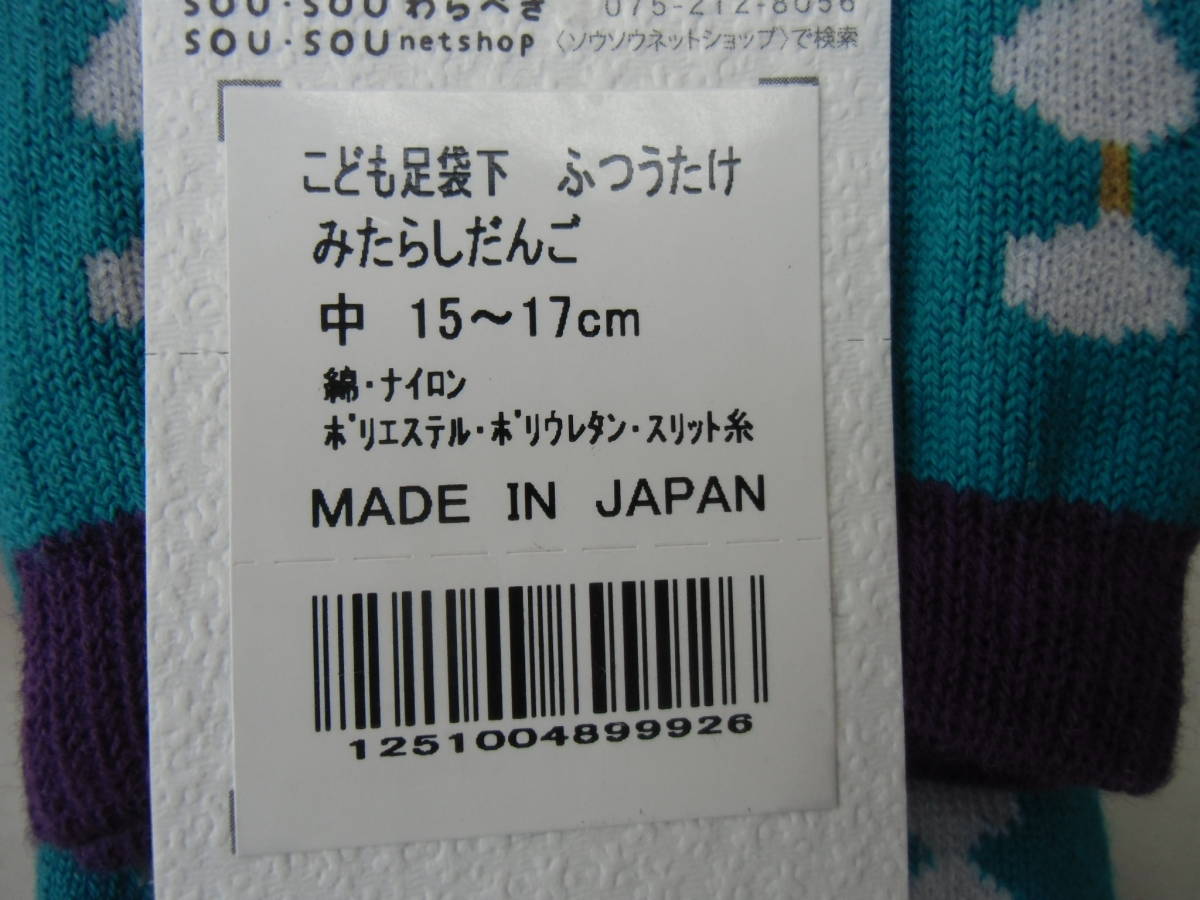 SOU・SOU わらべぎ 075-212-8056
SOU・SOU netshop 〈ソウソウネットショップ〉で検索
こども足袋下　ふつうたけ
みたらしだんご
中　15～17cm
綿・ナイロン
ポリエステル・ポリウレタン・スリット糸
MADE IN JAPAN
1251004899926